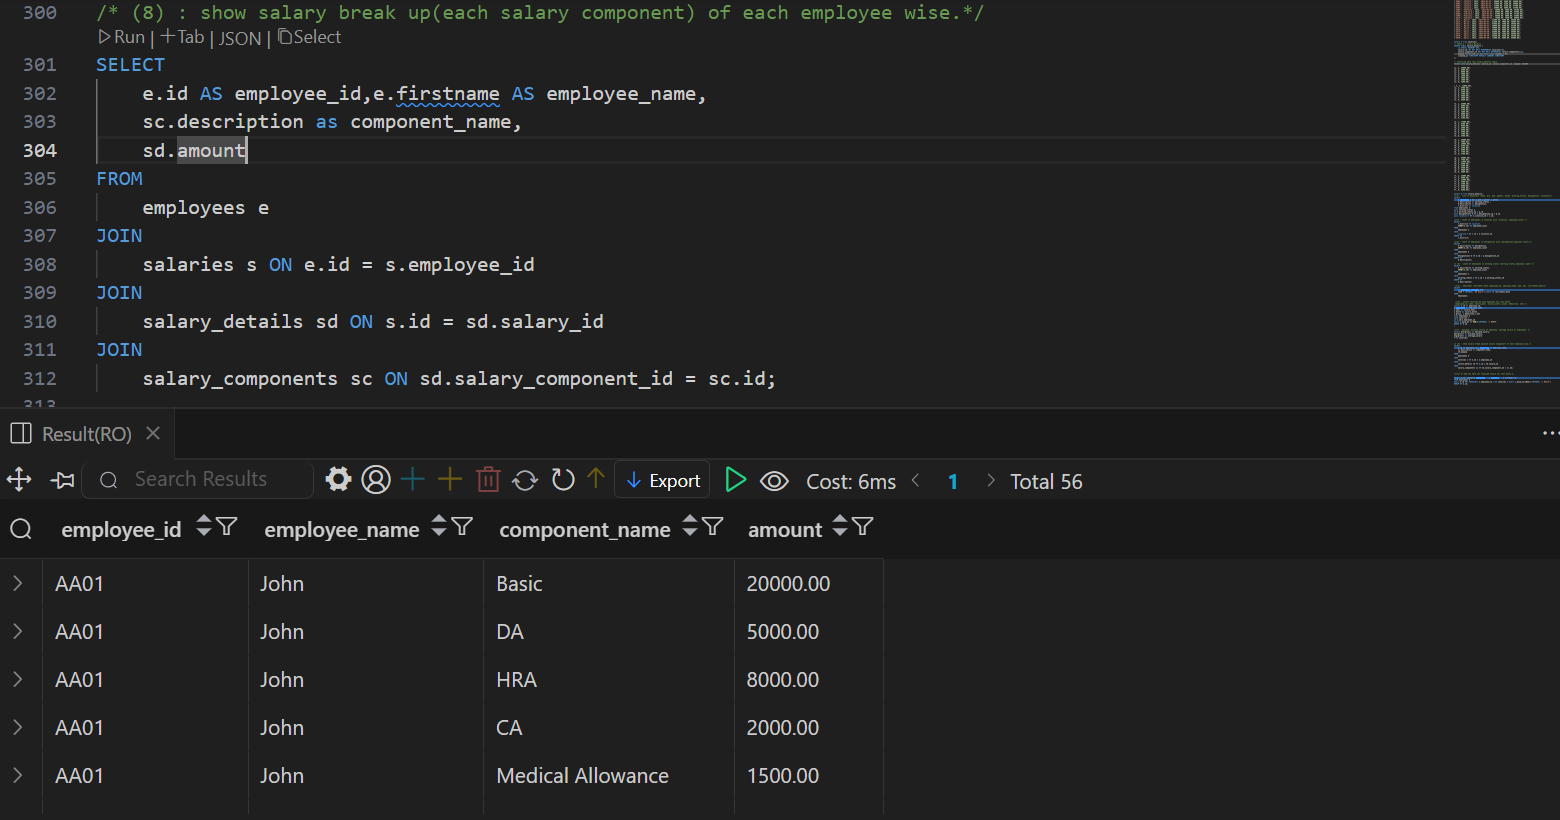 300 /* (8) : show salary break up(each salary component) of each employee wise.*/
Run | Tab | JSON | Select
301 SELECT
302 e.id AS employee_id,e.firstname AS employee_name,
303 sc.description as component_name,
304 sd.amount
305 FROM
306 employees e
307 JOIN
308 salaries s ON e.id = s.employee_id
309 JOIN
310 salary_details sd ON s.id = sd.salary_id
311 JOIN
312 salary_components sc ON sd.salary_component_id = sc.id;
313
Result(RO)
Search Results Export Cost: 6ms 1 Total 56
employee_id employee_name component_name amount
AA01 John Basic 20000.00
AA01 John DA 5000.00
AA01 John HRA 8000.00
AA01 John CA 2000.00
AA01 John Medical Allowance 1500.00